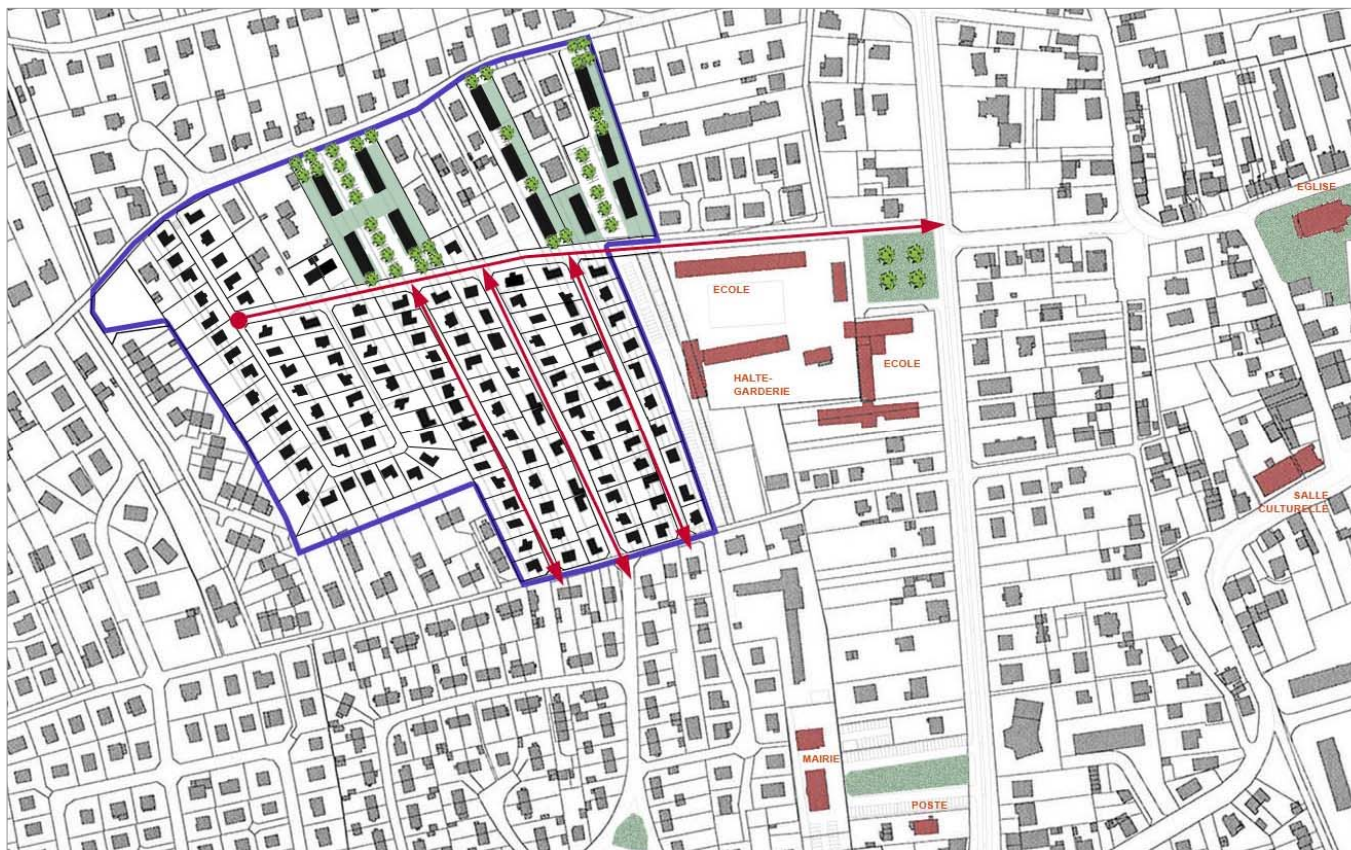 EGLISE
ECOLE
ECOLE
HALTE-
GARDERIE
SALLE
CULTURELLE
MAIRIE
POSTE